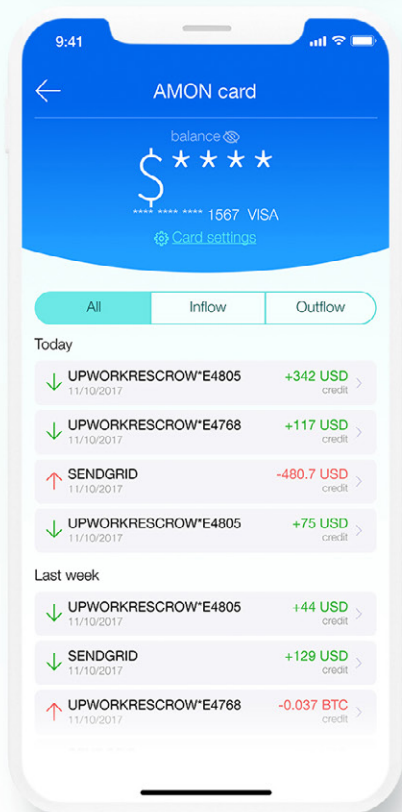 9:41
AMON card
balance
$****
**** **** **** 1567 VISA
Card settings
All Inflow Outflow
Today
UPWORKRESCROW*E4805 +342 USD
11/10/2017 credit
UPWORKRESCROW*E4768 +117 USD
11/10/2017 credit
SENDGRID -480.7 USD
11/10/2017 credit
UPWORKRESCROW*E4805 +75 USD
11/10/2017 credit
Last week
UPWORKRESCROW*E4805 +44 USD
11/10/2017 credit
SENDGRID +129 USD
11/10/2017 credit
UPWORKRESCROW*E4768 -0.037 BTC
11/10/2017 credit